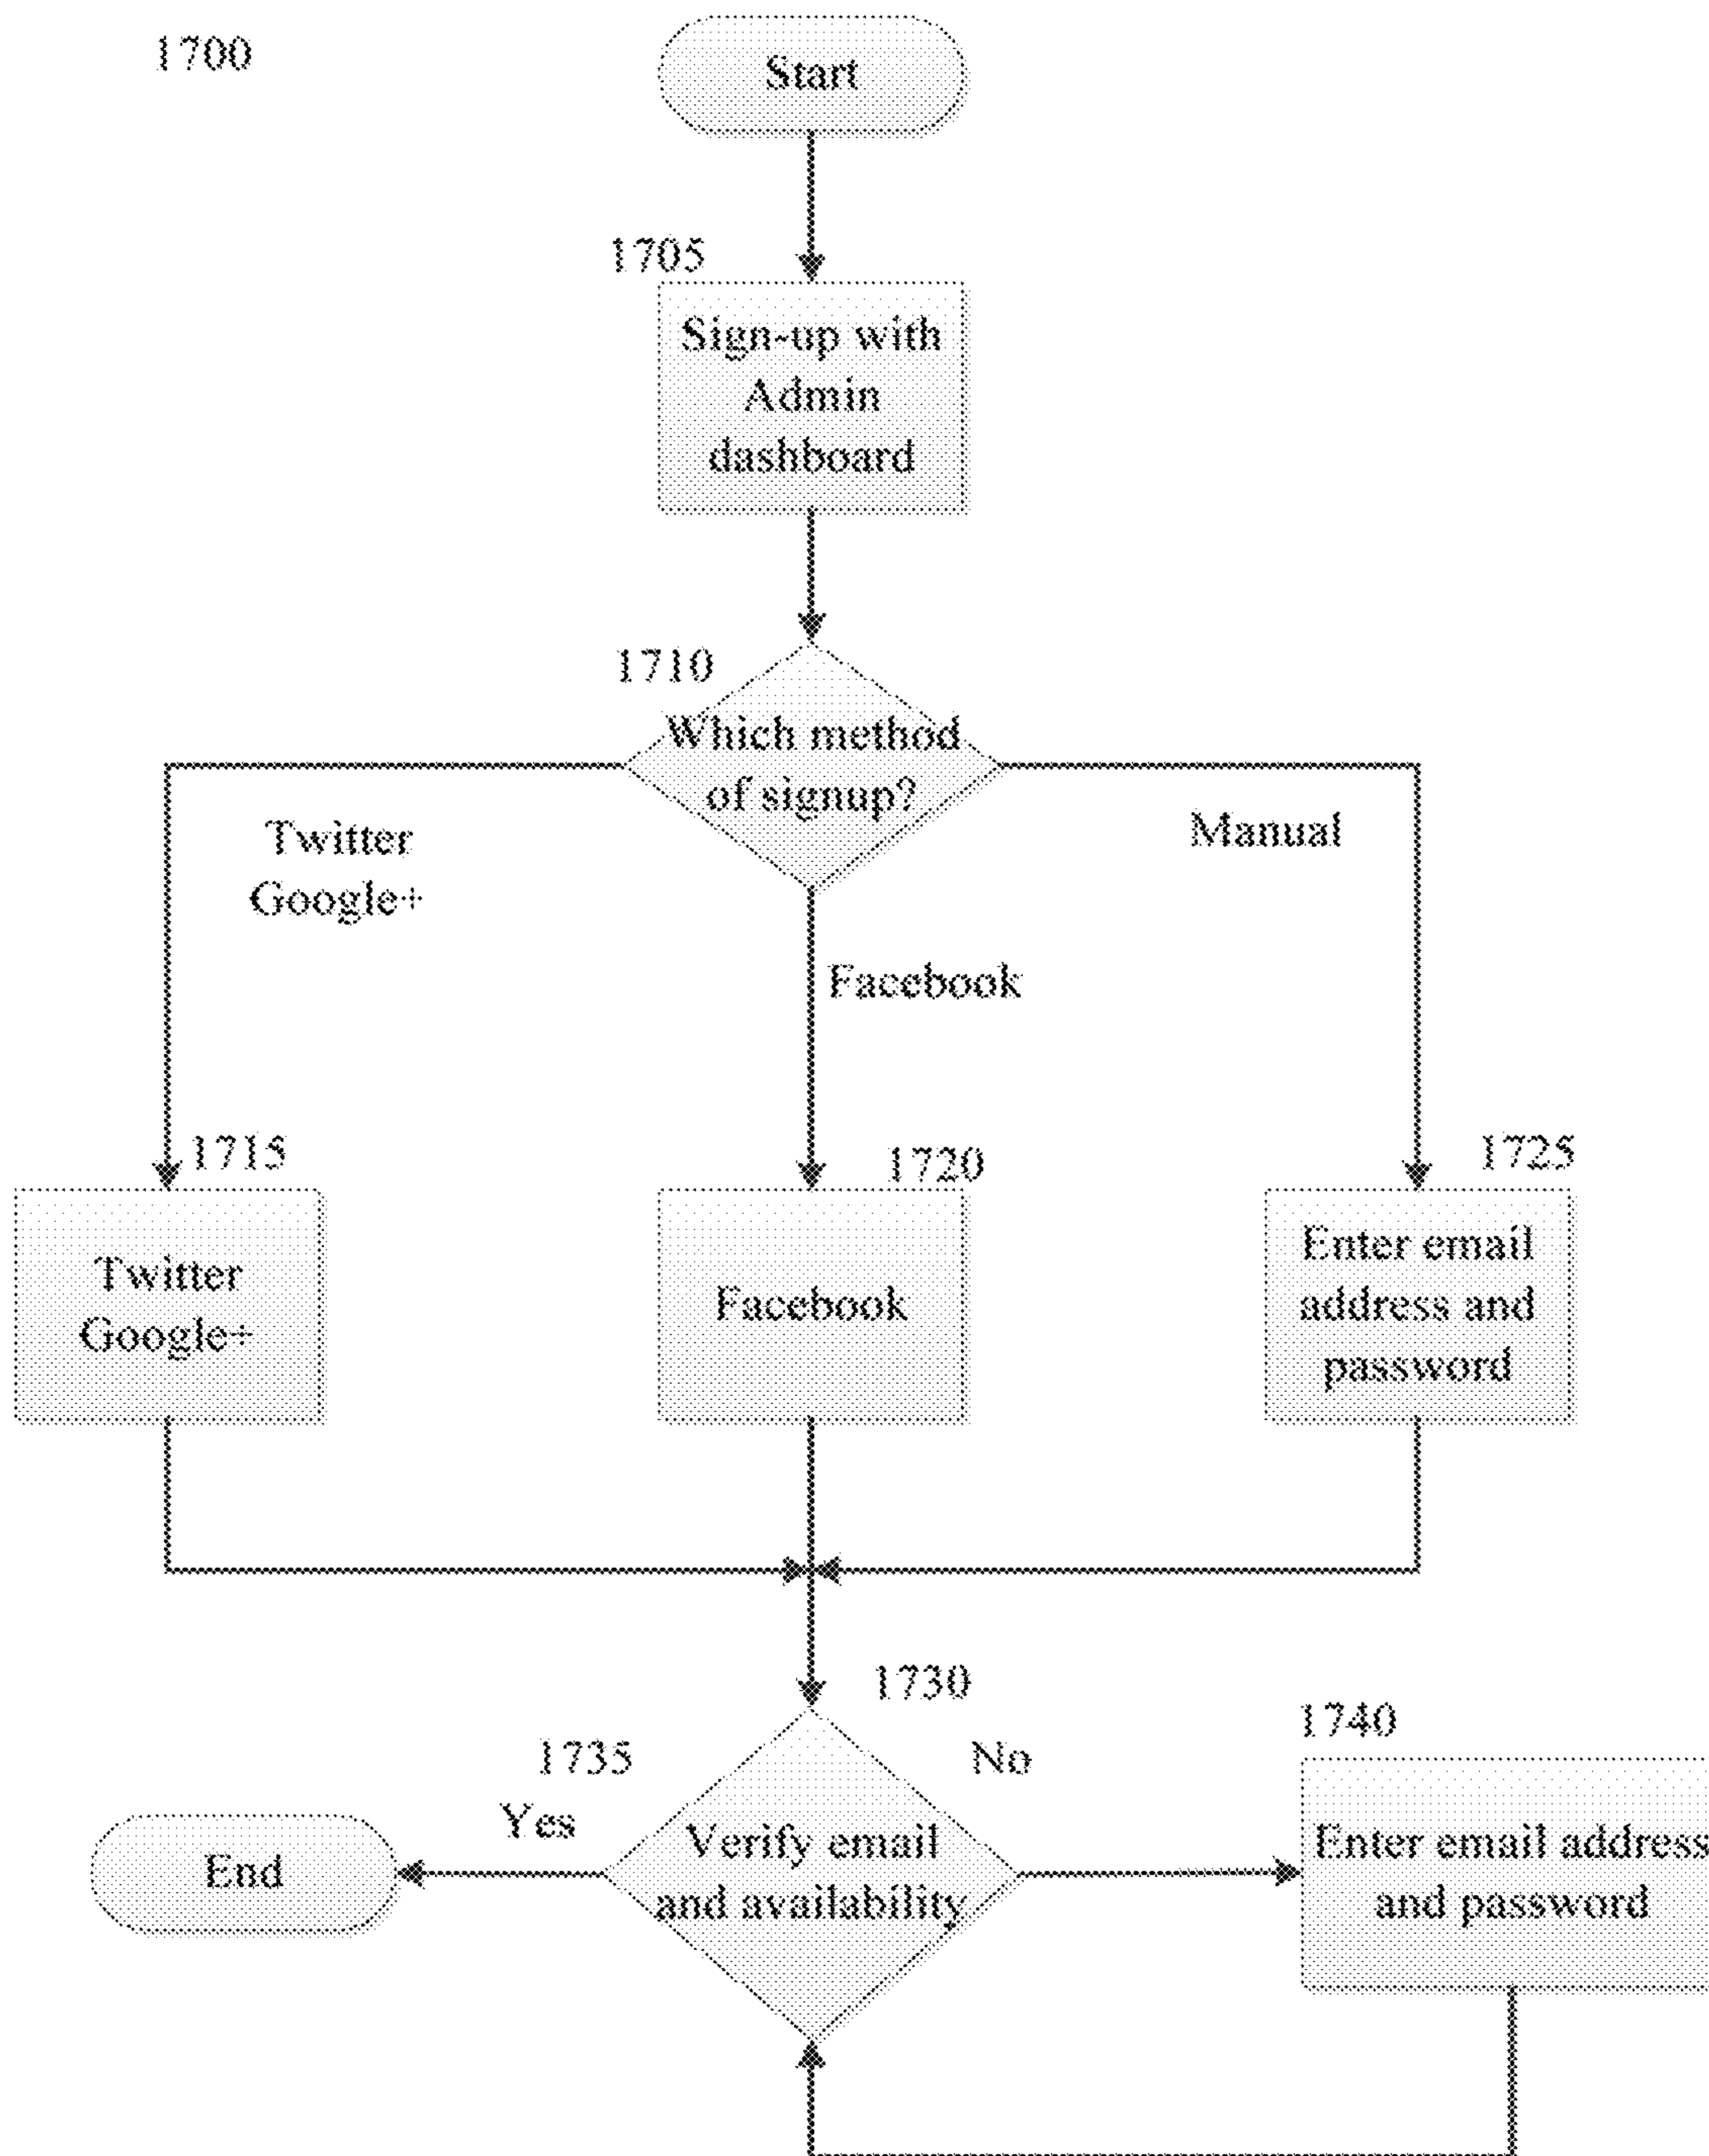 1700
Start
1705
Sign-up with
Admin
dashboard
1710
Which method
of signup?
Twitter
Google+
Manual
Facebook
1715
1720
1725
Twitter
Google+
Facebook
Enter email
address and
password
1730
1735
No
1740
Yes
End
Verify email
and availability
Enter email address
and password